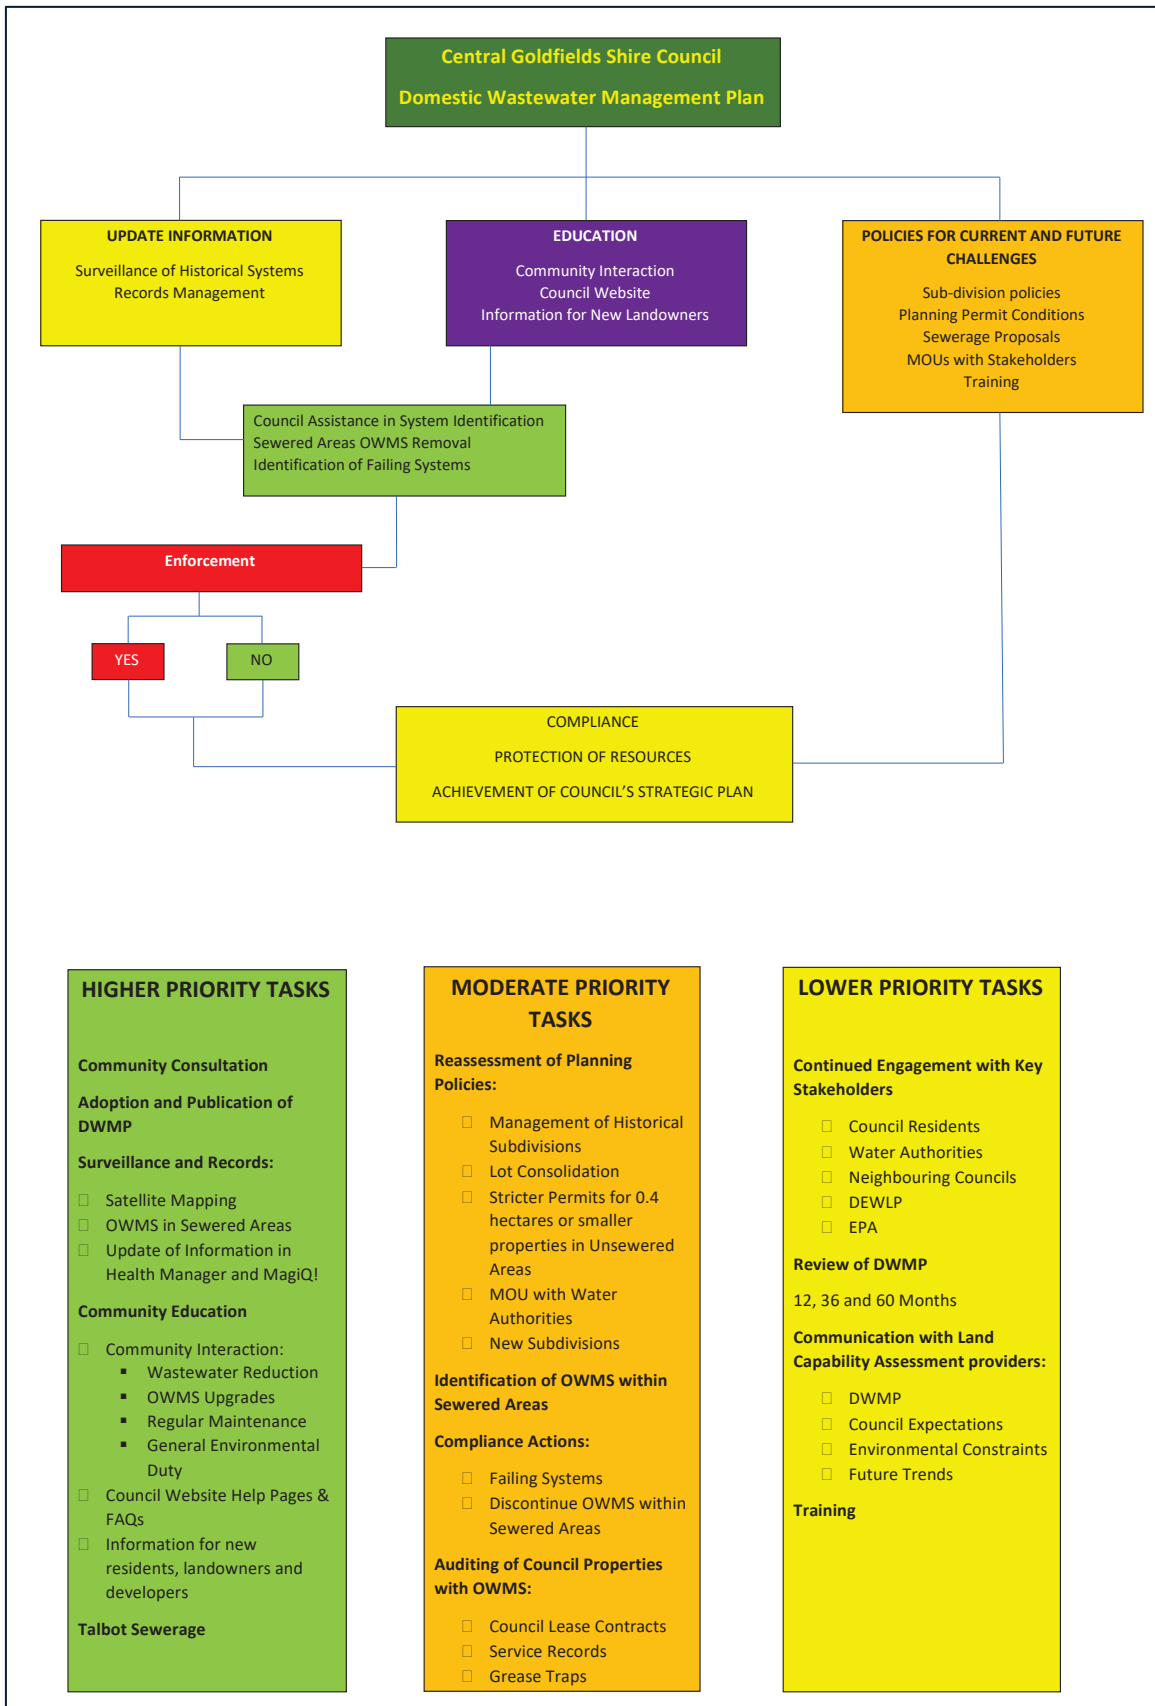 Central Goldfields Shire Council
Domestic Wastewater Management Plan
UPDATE INFORMATION
Surveillance of Historical Systems
Records Management
EDUCATION
Community Interaction
Council Website
Information for New Landowners
POLICIES FOR CURRENT AND FUTURE
CHALLENGES
Sub-division policies
Planning Permit Conditions
Sewerage Proposals
MOUs with Stakeholders
Training
Council Assistance in System Identification
Sewered Areas OWMS Removal
Identification of Failing Systems
Enforcement
YES
NO
COMPLIANCE
PROTECTION OF RESOURCES
ACHIEVEMENT OF COUNCIL'S STRATEGIC PLAN
HIGHER PRIORITY TASKS
Community Consultation
Adoption and Publication of
DWMP
Surveillance and Records:
Satellite Mapping
OWMS in Sewered Areas
Update of Information in
Health Manager and MagiQ!
Community Education
Community Interaction:
Wastewater Reduction
OWMS Upgrades
Regular Maintenance
General Environmental
Duty
Council Website Help Pages &
FAQs
Information for new
residents, landowners and
developers
Talbot Sewerage
MODERATE PRIORITY
TASKS
Reassessment of Planning
Policies:
Management of Historical
Subdivisions
Lot Consolidation
Stricter Permits for 0.4
hectares or smaller
properties in Unsewered
Areas
MOU with Water
Authorities
New Subdivisions
Identification of OWMS within
Sewered Areas
Compliance Actions:
Failing Systems
Discontinue OWMS within
Sewered Areas
Auditing of Council Properties
with OWMS:
Council Lease Contracts
Service Records
Grease Traps
LOWER PRIORITY TASKS
Continued Engagement with Key
Stakeholders
Council Residents
Water Authorities
Neighbouring Councils
DEWLP
EPA
Review of DWMP
12, 36 and 60 Months
Communication with Land
Capability Assessment providers:
DWMP
Council Expectations
Environmental Constraints
Future Trends
Training